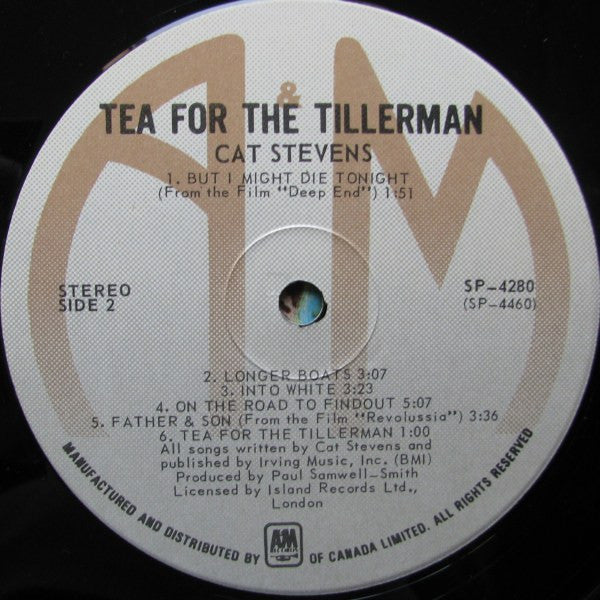 &
TEA FOR THE TILLERMAN
CAT STEVENS
1. BUT I MIGHT DIE TONIGHT
(From the Film "Deep End") 1:51
STEREO
SIDE 2
SP-4280
(SP-4460)
2. LONGER BOATS 3:07
3. INTO WHITE 3:23
4. ON THE ROAD TO FINDOUT 5:07
5. FATHER & SON (From the Film "Revolussia") 3:36
6. TEA FOR THE TILLERMAN 1:00
All songs written by Cat Stevens and
published by Irving Music, Inc. (BMI)
Produced by Paul Samwell-Smith
Licensed by Island Records Ltd.,
London
MANUFACTURED AND DISTRIBUTED BY A&M RECORDS OF CANADA LIMITED. ALL RIGHTS RESERVED